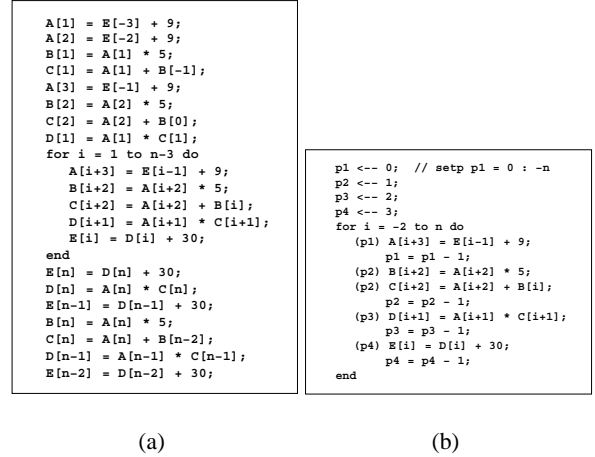 A[1] = E[-3] + 9;
A[2] = E[-2] + 9;
B[1] = A[1] * 5;
C[1] = A[1] + B[-1];
A[3] = E[-1] + 9;
B[2] = A[2] * 5;
C[2] = A[2] + B[0];
D[1] = A[1] * C[1];
for i = 1 to n-3 do
A[i+3] = E[i-1] + 9;
B[i+2] = A[i+2] * 5;
C[i+2] = A[i+2] + B[i];
D[i+1] = A[i+1] * C[i+1];
E[i] = D[i] + 30;
end
E[n] = D[n] + 30;
D[n] = A[n] * C[n];
E[n-1] = D[n-1] + 30;
B[n] = A[n] * 5;
C[n] = A[n] + B[n-2];
D[n-1] = A[n-1] * C[n-1];
E[n-2] = D[n-2] + 30;
(a)
p1 <-- 0;  // setp p1 = 0 : -n
p2 <-- 1;
p3 <-- 2;
p4 <-- 3;
for i = -2 to n do
(p1) A[i+3] = E[i-1] + 9;
p1 = p1 - 1;
(p2) B[i+2] = A[i+2] * 5;
(p2) C[i+2] = A[i+2] + B[i];
p2 = p2 - 1;
(p3) D[i+1] = A[i+1] * C[i+1];
p3 = p3 - 1;
(p4) E[i] = D[i] + 30;
p4 = p4 - 1;
end
(b)